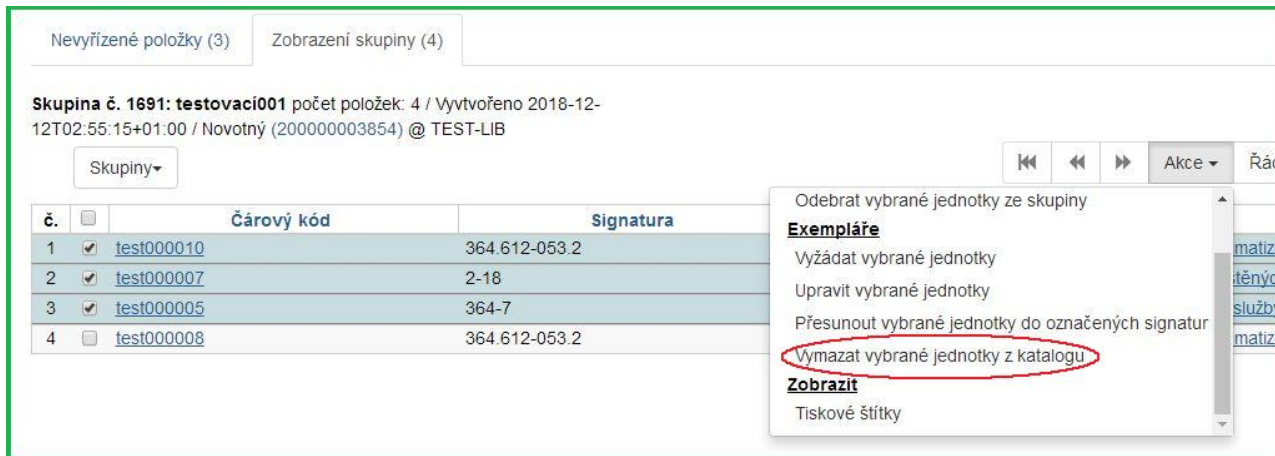 Nevyřízené položky (3) Zobrazení skupiny (4)
Skupina č. 1691: testovací001 počet položek: 4 / Vyvtvořeno 2018-12-
12T02:55:15+01:00 / Novotný (200000003854) @ TEST-LIB
Skupiny
Akce
č. Čárový kód Signatura
1 test000010 364.612-053.2
2 test000007 2-18
3 test000005 364-7
4 test000008 364.612-053.2
Odebrat vybrané jednotky ze skupiny
Exempláře
Vyžádat vybrané jednotky
Upravit vybrané jednotky
Přesunout vybrané jednotky do označených signatur
Vymazat vybrané jednotky z katalogu
Zobrazit
Tiskové štítky